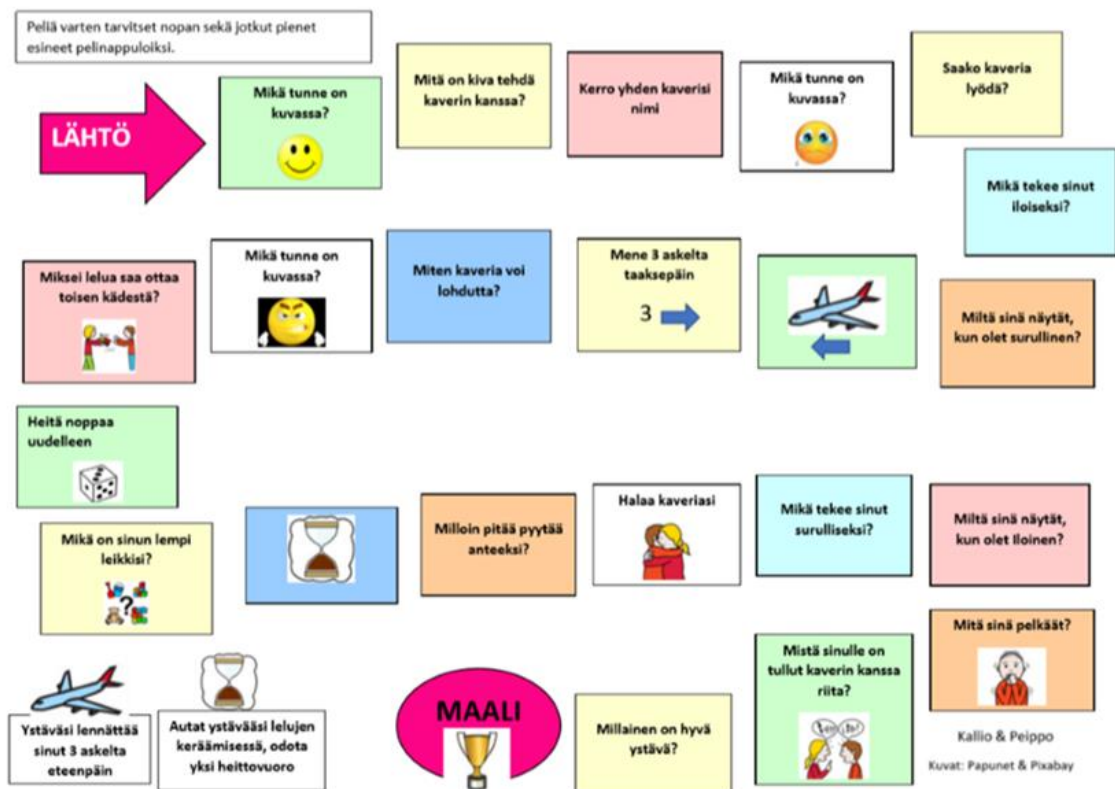 Peliä varten tarvitset nopan sekä jotkut pienet
esineet pelinappuloiksi.
LÄHTÖ
Mikä tunne on
kuvassa?
Mitä on kiva tehdä
kaverin kanssa?
Kerro yhden kaverisi
nimi
Mikä tunne on
kuvassa?
Saako kaveria
lyödä?
Mikä tekee sinut
iloiseksi?
Miltä sinä näytät,
kun olet surullinen?
Mene 3 askelta
taaksepäin
3
Miten kaveria voi
lohdutta?
Mikä tunne on
kuvassa?
Miksei lelua saa ottaa
toisen kädestä?
Heitä noppaa
uudelleen
Mikä on sinun lempi
leikkisi?
?
Milloin pitää pyytää
anteeksi?
Halaa kaveriasi
Mikä tekee sinut
surulliseksi?
Miltä sinä näytät,
kun olet Iloinen?
Mitä sinä pelkäät?
Mistä sinulle on
tullut kaverin kanssa
riita?
Millainen on hyvä
ystävä?
MAALI
Ystäväsi lennättää
sinut 3 askelta
eteenpäin
Autat ystävääsi lelujen
keräämisessä, odota
yksi heittovuoro
Kallio & Peippo
Kuvat: Papunet & Pixabay